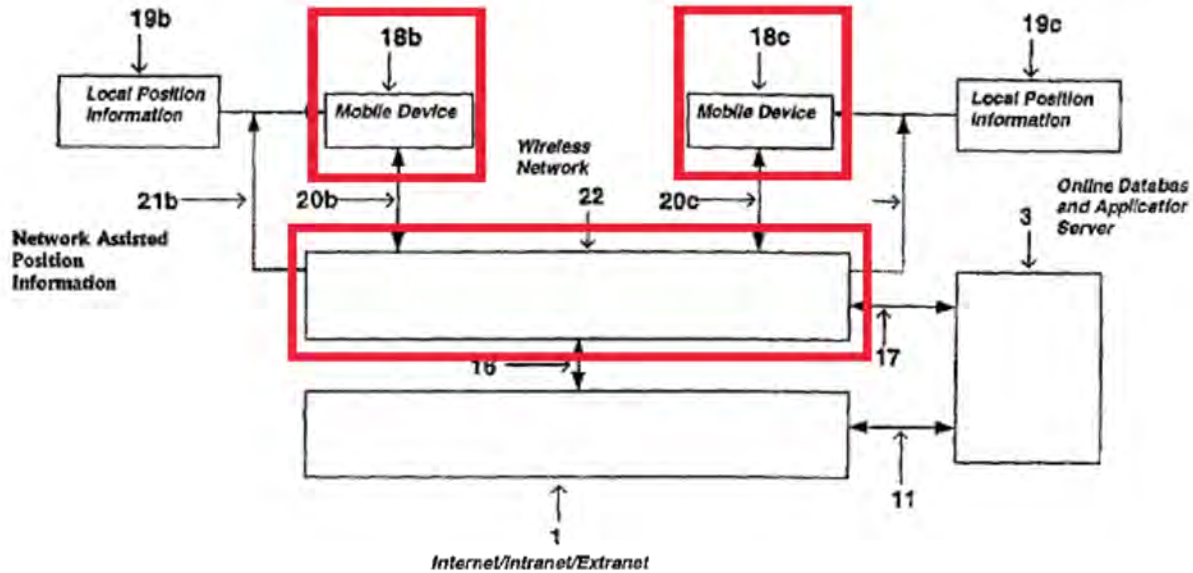 19b
18b
18c
19c
Local Position
Information
Mobile Device
Mobile Device
Local Position
Information
Wireless
Network
21b
20b
22
20c
Online Databas
and Applicatior
Server
3
Network Assisted
Position
Information
16
17
11
1
Internet/Intranet/Extranet